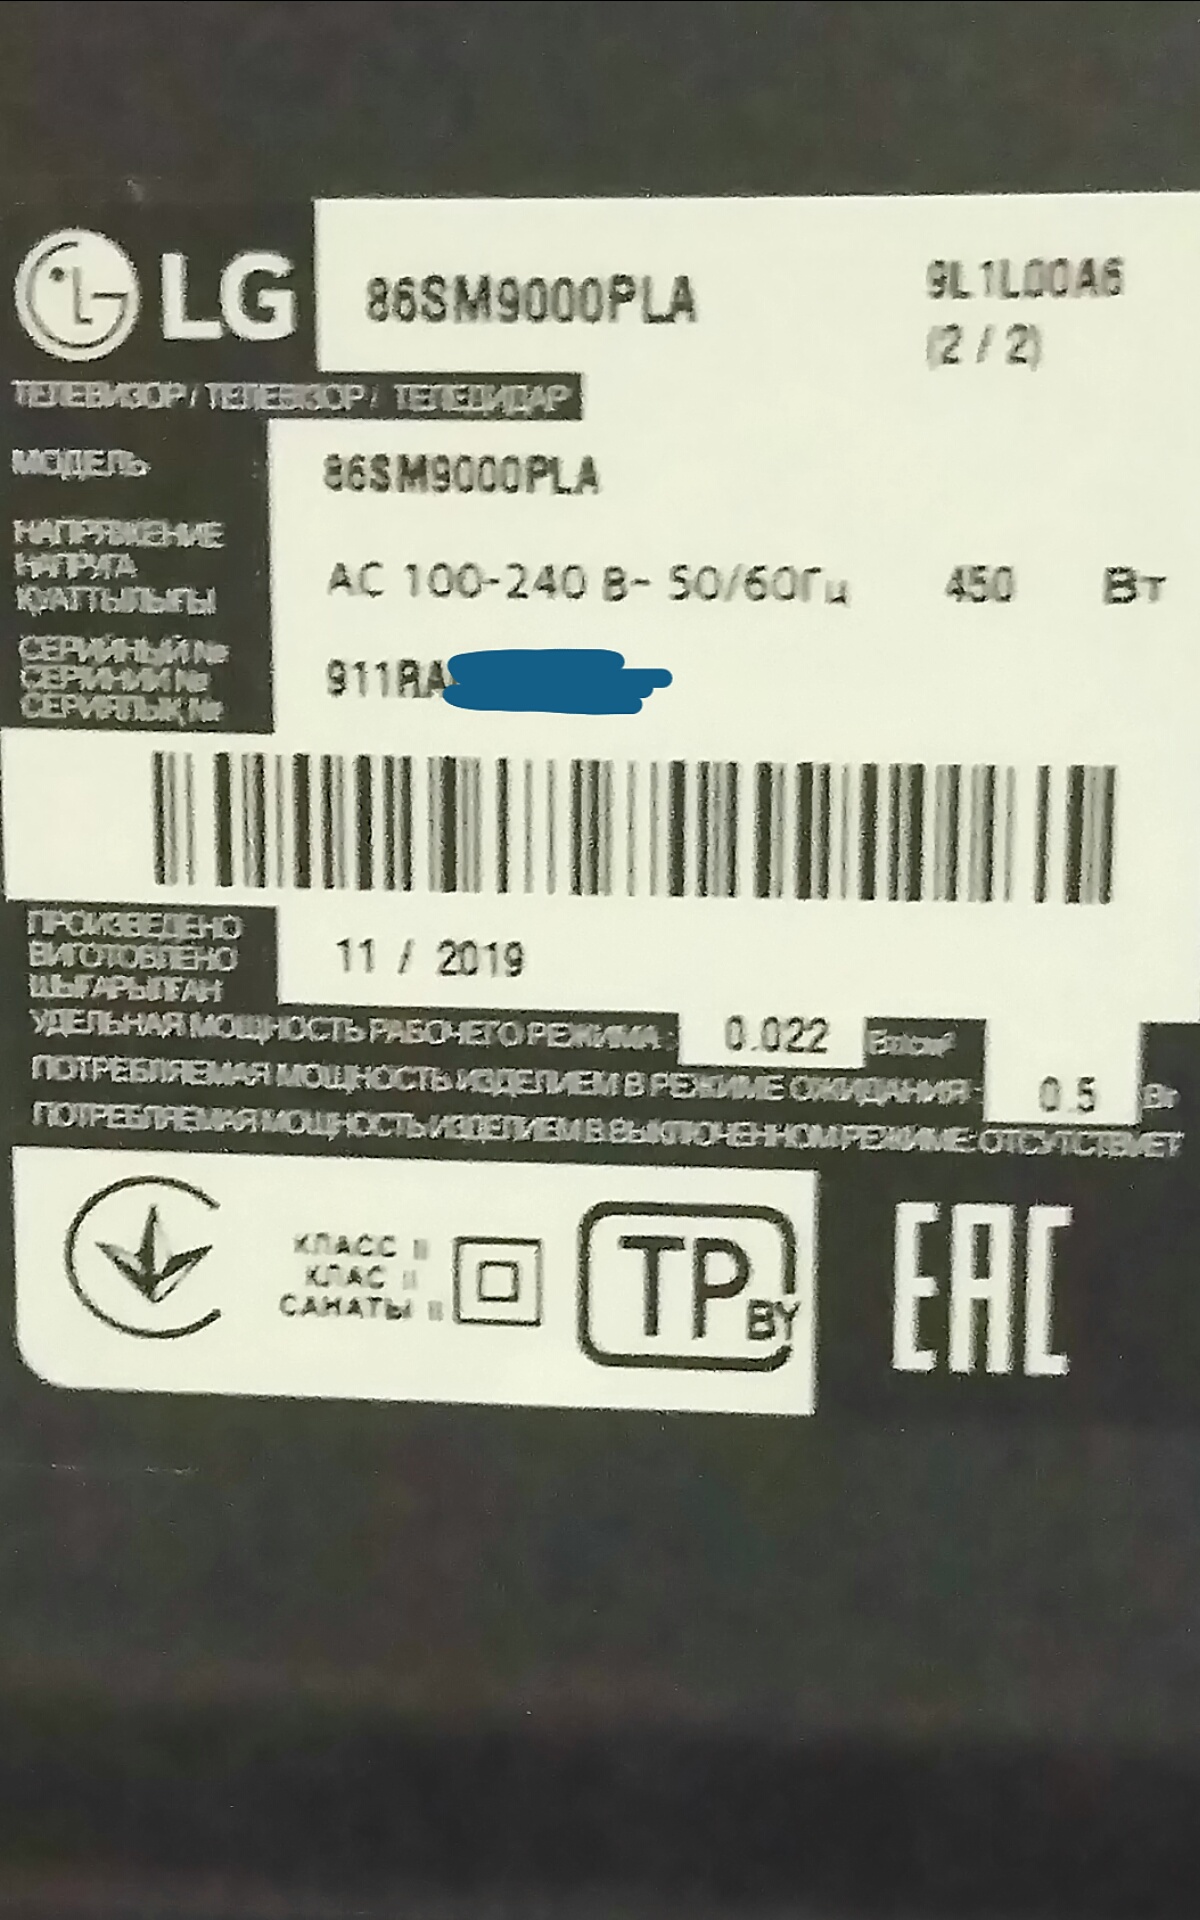 LG
86SM9000PLA
9L1L00A6
(2 / 2)
ТЕЛЕВИЗОР / ТЕЛЕВІЗОР / ТЕЛЕДИДАР
МОДЕЛЬ
86SM9000PLA
НАПРЯЖЕНИЕ
НАПРУГА
ҚУАТТЫЛЫҒЫ
AC 100-240 В~ 50/60Гц 450 Вт
СЕРИЙНЫЙ №
СЕРІЙНИЙ №
СЕРИЯЛЫҚ №
911RA
ПРОИЗВЕДЕНО
ВИГОТОВЛЕНО
ШЫҒАРЫЛҒАН
11 / 2019
УДЕЛЬНАЯ МОЩНОСТЬ РАБОЧЕГО РЕЖИМА : 0.022 Вт/см²
ПОТРЕБЛЯЕМАЯ МОЩНОСТЬ ИЗДЕЛИЕМ В РЕЖИМЕ ОЖИДАНИЯ : 0.5 Вт
ПОТРЕБЛЯЕМАЯ МОЩНОСТЬ ИЗДЕЛИЕМ В ВЫКЛЮЧЕННОМ РЕЖИМЕ: ОТСУТСТВУЕТ
КЛАСС II
КЛАС II
САНАТЫ II
TP BY
EAC